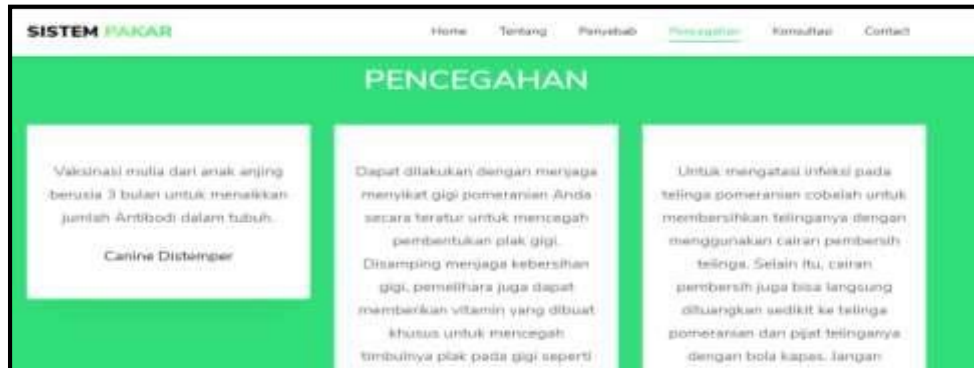 SISTEM PAKAR
Home Tentang Penyebab Pencegahan Konsultasi Contact
PENCEGAHAN
Vaksinasi mulia dari anak anjing
berusia 3 bulan untuk menaikkan
jumlah Antibodi dalam tubuh.
Canine Distemper
Dapat dilakukan dengan menjaga
menyikat gigi pomeranian Anda
secara teratur untuk mencegah
pembentukan plak gigi.
Disamping menjaga kebersihan
gigi, pemelihara juga dapat
memberikan vitamin yang dibuat
khusus untuk mencegah
timbulnya plak pada gigi seperti
Untuk mengatasi infeksi pada
telinga pomeranian cobalah untuk
membersihkan telinganya dengan
menggunakan cairan pembersih
telinga. Selain itu, cairan
pembersih juga bisa langsung
dituangkan sedikit ke telinga
pomeranian dan pijat telinganya
dengan bola kapas. Jangan